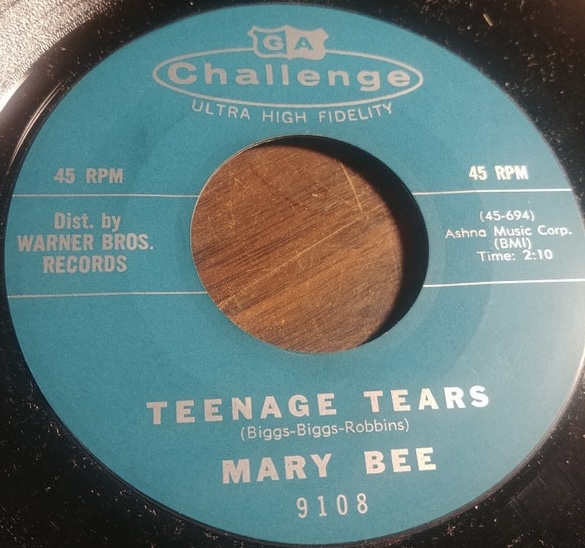 GA
Challenge
ULTRA HIGH FIDELITY
45 RPM
45 RPM
Dist. by
WARNER BROS.
RECORDS
(45-694)
Ashna Music Corp.
(BMI)
Time: 2:10
TEENAGE TEARS
(Biggs-Biggs-Robbins)
MARY BEE
9108